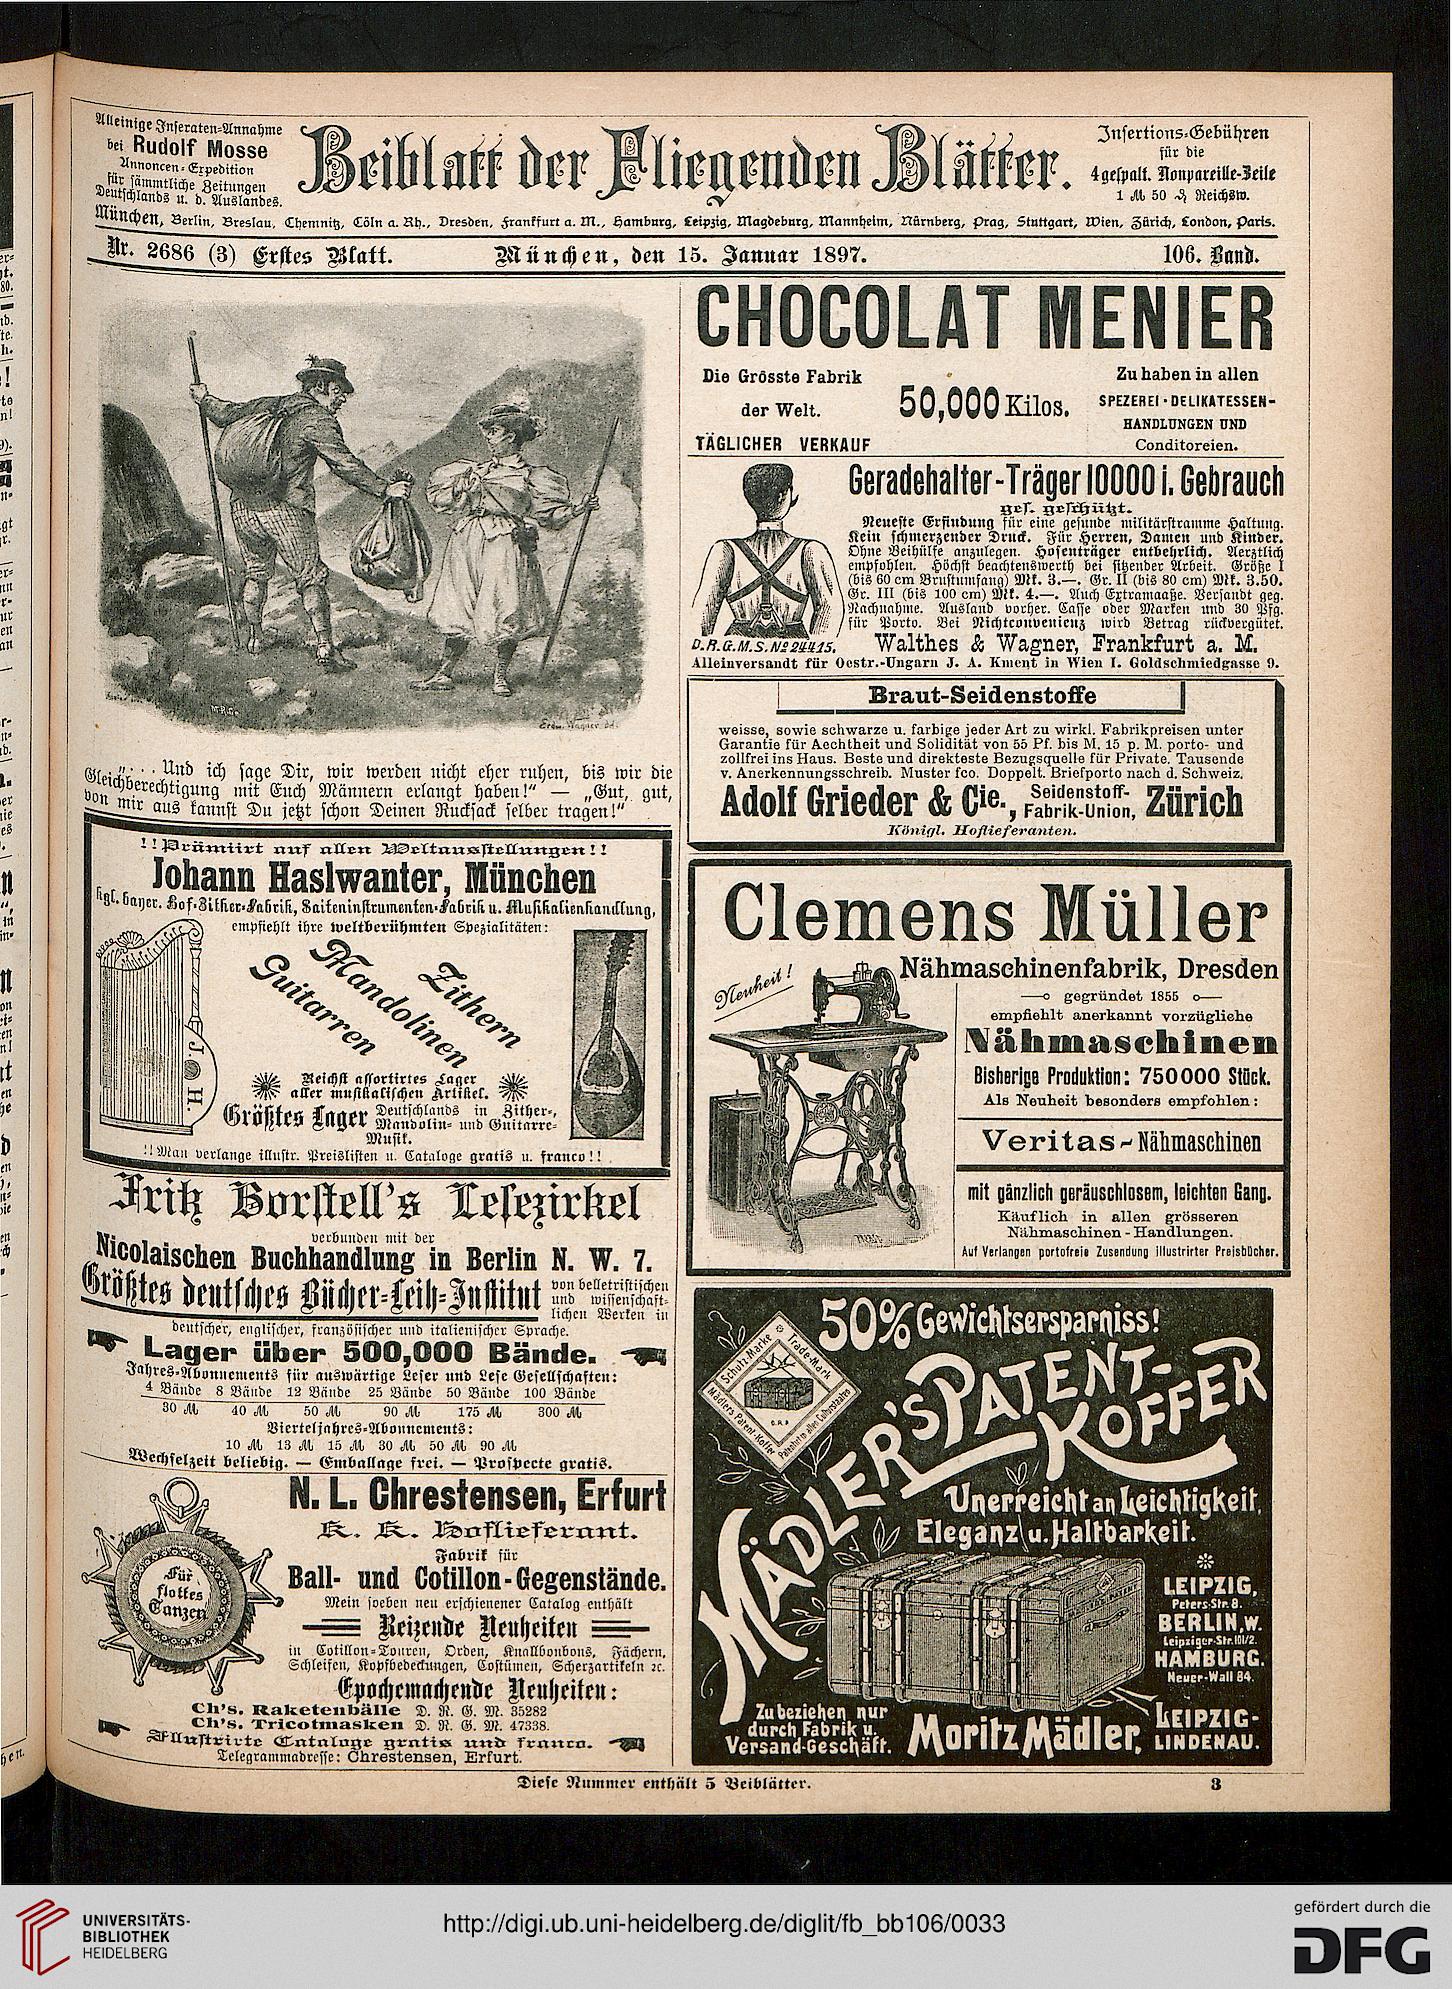 Alleinige Inseraten-Annahme
bei Rudolf Mosse
Annoncen-Expedition
für sämmtliche Zeitungen
Deutschlands u. d. Auslandes.
Beiblatt der Fliegenden Blätter.
Insertions-Gebühren
für die
4gespalt. Nonpareille-Zeile
1 ℳ 50 ₰ Reichsw.
München, Berlin, Breslau, Chemnitz, Cöln a. Rh., Dresden, Frankfurt a. M., Hamburg, Leipzig, Magdeburg, Mannheim, Nürnberg, Prag, Stuttgart, Wien, Zürich, London, Paris.
Nr. 2686 (3) Erstes Blatt. München, den 15. Januar 1897. 106. Band.
„. . . Und ich sage Dir, wir werden nicht eher ruhen, bis wir die
Gleichberechtigung mit Euch Männern erlangt haben!“ — „Gut, gut,
von mir aus kannst Du jetzt schon Deinen Rucksack selber tragen!“
!!Prämiirt auf allen Weltausstellungen!!
Johann Haslwanter, München
kgl. bayer. Hof-Zither-Fabrik, Saiteninstrumenten-Fabrik u. Musikalienhandlung,
empfiehlt ihre weltberühmten Spezialitäten:
Zithern
Mandolinen
Guitarren
J. H.
Reichst assortirtes Lager
aller musikalischen Artikel.
Größtes Lager Deutschlands in Zither-,
Mandolin- und Guitarre-
Musik.
!!Man verlange illustr. Preislisten u. Cataloge gratis u. franco!!
Fritz Borstell's Lesezirkel
verbunden mit der
Nicolaischen Buchhandlung in Berlin N. W. 7.
Größtes deutsches Bücher-Leih-Institut von belletristischen
und wissenschaft-
lichen Werken in
deutscher, englischer, französischer und italienischer Sprache.
Lager über 500,000 Bände.
Jahres-Abonnements für auswärtige Leser und Lese Gesellschaften:
4 Bände 8 Bände 12 Bände 25 Bände 50 Bände 100 Bände
30 ℳ 40 ℳ 50 ℳ 90 ℳ 175 ℳ 300 ℳ
Vierteljahres-Abonnements:
10 ℳ 13 ℳ 15 ℳ 30 ℳ 50 ℳ 90 ℳ
Wechselzeit beliebig. — Emballage frei. — Prospecte gratis.
Für
flottes
Tanzen
N. L. Chrestensen, Erfurt
K. K. Hoflieferant.
Fabrik für
Ball- und Cotillon-Gegenstände.
Mein soeben neu erschienener Catalog enthält
Reizende Neuheiten
in Cotillon-Touren, Orden, Knallbonbons, Fächern,
Schleifen, Kopfbedeckungen, Costümen, Scherzartikeln ꝛc.
Epochemachende Neuheiten:
Ch's. Raketenbälle D. R. G. M. 35282
Ch's. Tricotmasken D. R. G. M. 47338.
Illustrirte Cataloge gratis und franco.
Telegrammadresse: Chrestensen, Erfurt.
CHOCOLAT MENIER
Die Grösste Fabrik
der Welt.
TÄGLICHER VERKAUF
50,000 Kilos.
Zu haben in allen
SPEZEREI-DELIKATESSEN-
HANDLUNGEN UND
Conditoreien.
Geradehalter-Träger 10000 i. Gebrauch
ges. geschützt.
Neueste Erfindung für eine gesunde militärstramme Haltung.
Kein schmerzender Druck. Für Herren, Damen und Kinder.
Ohne Beihülfe anzulegen. Hosenträger entbehrlich. Aerztlich
empfohlen. Höchst beachtenswerth bei sitzender Arbeit. Größe I
(bis 60 cm Brustumfang) Mk. 3.—. Gr. II (bis 80 cm) Mk. 3.50.
Gr. III (bis 100 cm) Mk. 4.—. Auch Extramaaße. Versandt geg.
Nachnahme. Ausland vorher. Casse oder Marken und 30 Pfg.
für Porto. Bei Nichtconvenienz wird Betrag rückvergütet.
D.R.G.M.S. Nº 24415. Walthes & Wagner, Frankfurt a. M.
Alleinversandt für Oestr.-Ungarn J. A. Kment in Wien I. Goldschmiedgasse 9.
Braut-Seidenstoffe
weisse, sowie schwarze u. farbige jeder Art zu wirkl. Fabrikpreisen unter
Garantie für Aechtheit und Solidität von 55 Pf. bis M. 15 p. M. porto- und
zollfrei ins Haus. Beste und direkteste Bezugsquelle für Private. Tausende
v. Anerkennungsschreib. Muster fco. Doppelt. Briefporto nach d. Schweiz.
Adolf Grieder & Cie., Seidenstoff-
Fabrik-Union, Zürich
Königl. Hoflieferanten.
Clemens Müller
Neuheit!
Nähmaschinenfabrik, Dresden
gegründet 1855
empfiehlt anerkannt vorzügliche
Nähmaschinen
Bisherige Produktion: 750000 Stück.
Als Neuheit besonders empfohlen:
Veritas-Nähmaschinen
mit gänzlich geräuschlosem, leichten Gang.
Käuflich in allen grösseren
Nähmaschinen-Handlungen.
Auf Verlangen portofreie Zusendung illustrirter Preisbücher.
50% Gewichtsersparniss!
Schutz-Marke
Trade-Mark
Mädlers Patent-Koffer
MÄDLER'S PATENT-
KOFFER
Unerreicht an Leichtigkeit,
Eleganz u. Haltbarkeit.
LEIPZIG,
Peters-Str. 8.
BERLIN, W.
Leipziger-Str. 101/2.
HAMBURG.
Neuer-Wall 84.
Zu beziehen nur
durch Fabrik u.
Versand-Geschäft.
Moritz Mädler,
LEIPZIG-
LINDENAU.
Diese Nummer enthält 5 Beiblätter. 3
UNIVERSITÄTS-
BIBLIOTHEK
HEIDELBERG
http://digi.ub.uni-heidelberg.de/diglit/fb_bb106/0033
gefördert durch die
DFG